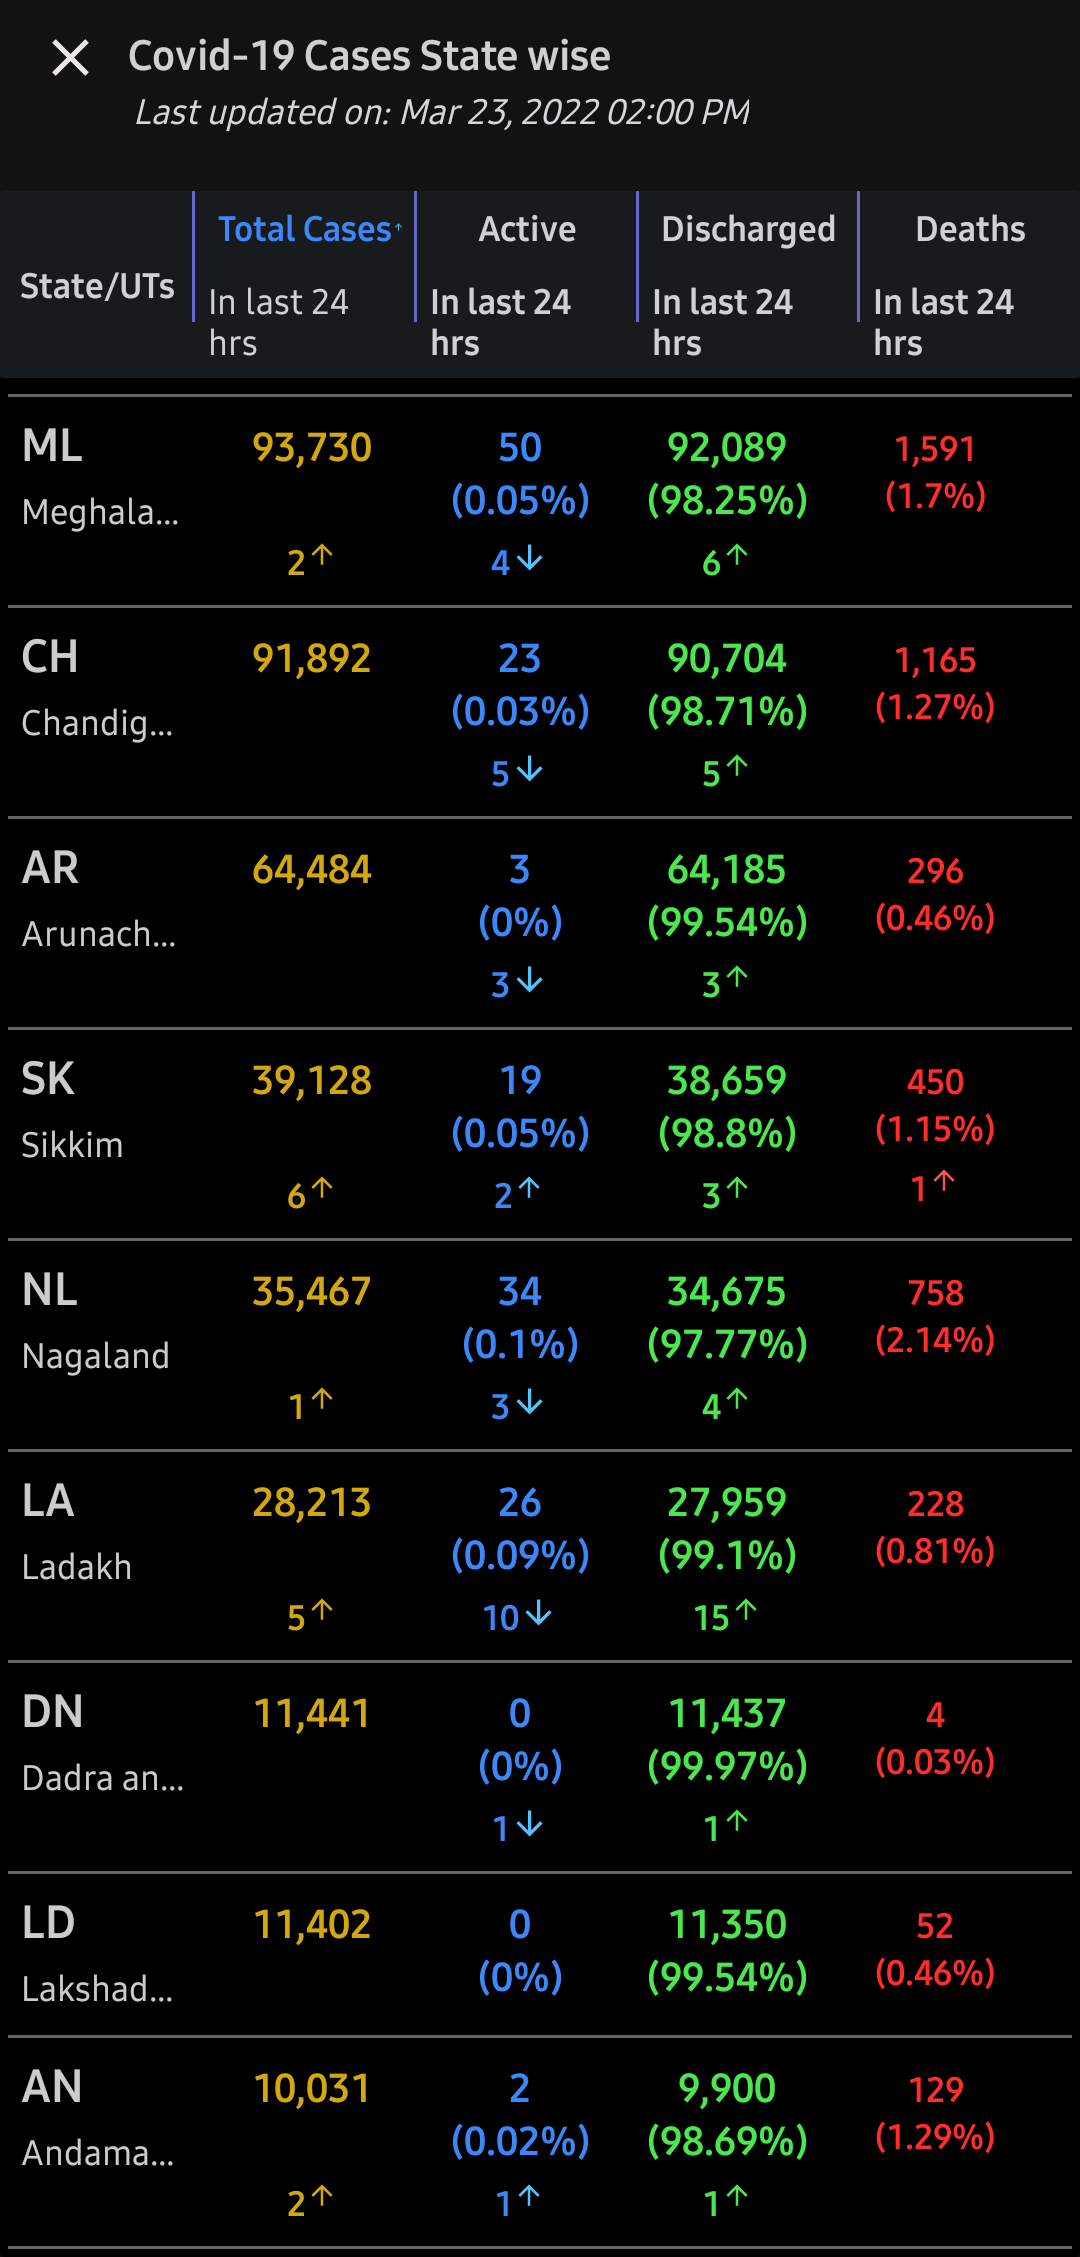 Covid-19 Cases State wise
Last updated on: Mar 23, 2022 02:00 PM
State/UTs
Total Cases↑
In last 24
hrs
Active
In last 24
hrs
Discharged
In last 24
hrs
Deaths
In last 24
hrs
ML 93,730 50 92,089 1,591
(0.05%) (98.25%) (1.7%)
Meghala...
2↑ 4↓ 6↑
CH 91,892 23 90,704 1,165
(0.03%) (98.71%) (1.27%)
Chandig...
5↓ 5↑
AR 64,484 3 64,185 296
(0%) (99.54%) (0.46%)
Arunach...
3↓ 3↑
SK 39,128 19 38,659 450
(0.05%) (98.8%) (1.15%)
Sikkim
6↑ 2↑ 3↑ 1↑
NL 35,467 34 34,675 758
(0.1%) (97.77%) (2.14%)
Nagaland
1↑ 3↓ 4↑
LA 28,213 26 27,959 228
(0.09%) (99.1%) (0.81%)
Ladakh
5↑ 10↓ 15↑
DN 11,441 0 11,437 4
(0%) (99.97%) (0.03%)
Dadra an...
1↓ 1↑
LD 11,402 0 11,350 52
(0%) (99.54%) (0.46%)
Lakshad...
AN 10,031 2 9,900 129
(0.02%) (98.69%) (1.29%)
Andama...
2↑ 1↑ 1↑